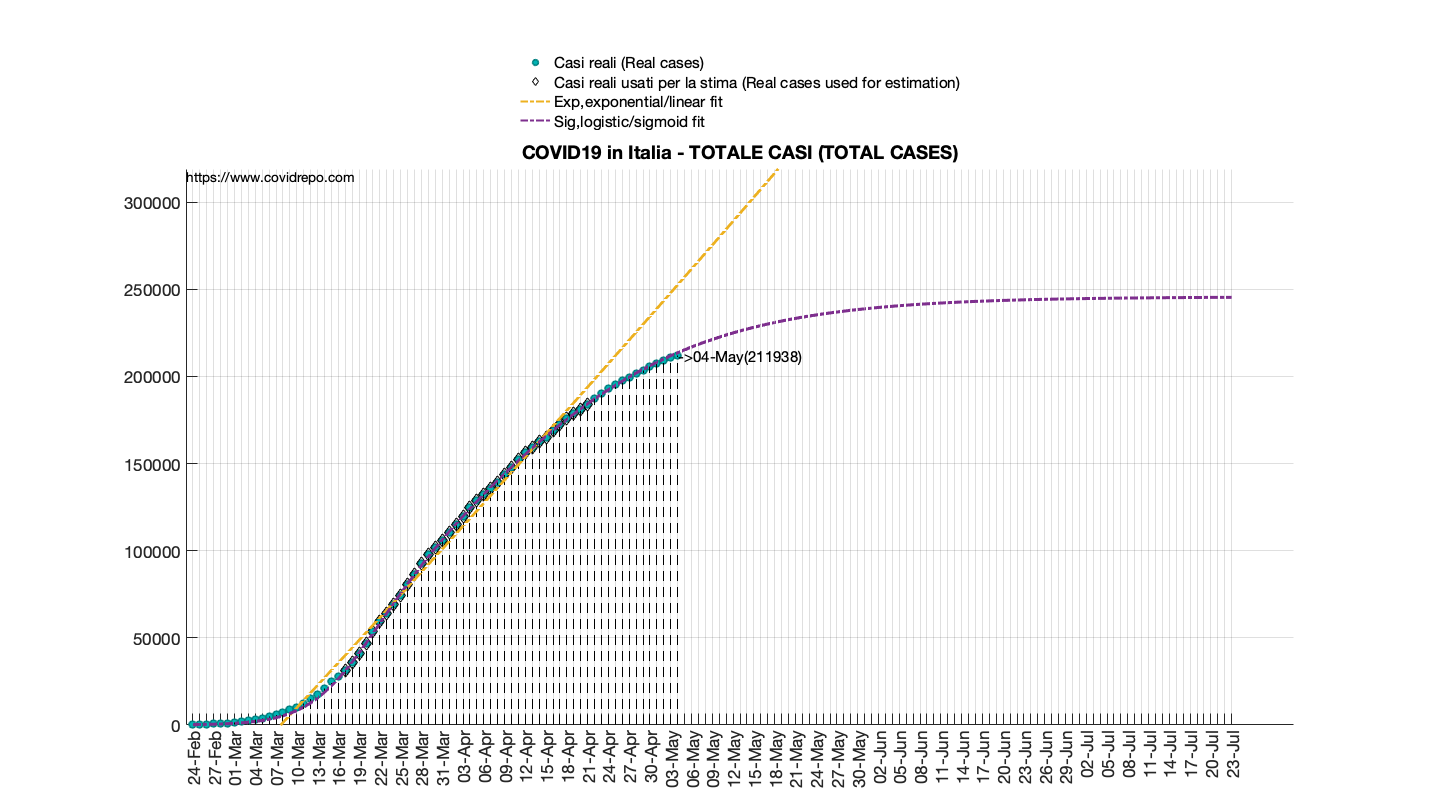 Casi reali (Real cases)
Casi reali usati per la stima (Real cases used for estimation)
Exp,exponential/linear fit
Sig,logistic/sigmoid fit
COVID19 in Italia - TOTALE CASI (TOTAL CASES)
https://www.covidrepo.com
300000
250000
200000
150000
100000
50000
0
>04-May(211938)
24-Feb
27-Feb
01-Mar
04-Mar
07-Mar
10-Mar
13-Mar
16-Mar
19-Mar
22-Mar
25-Mar
28-Mar
31-Mar
03-Apr
06-Apr
09-Apr
12-Apr
15-Apr
18-Apr
21-Apr
24-Apr
27-Apr
30-Apr
03-May
06-May
09-May
12-May
15-May
18-May
21-May
24-May
27-May
30-May
02-Jun
05-Jun
08-Jun
11-Jun
14-Jun
17-Jun
20-Jun
23-Jun
26-Jun
29-Jun
02-Jul
05-Jul
08-Jul
11-Jul
14-Jul
17-Jul
20-Jul
23-Jul